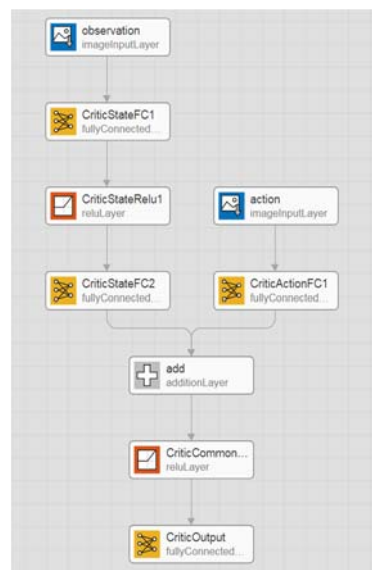 observation
imageInputLayer
CriticStateFC1
fullyConnected...
CriticStateRelu1
reluLayer
action
imageInputLayer
CriticStateFC2
fullyConnected...
CriticActionFC1
fullyConnected...
add
additionLayer
CriticCommon...
reluLayer
CriticOutput
fullyConnected...